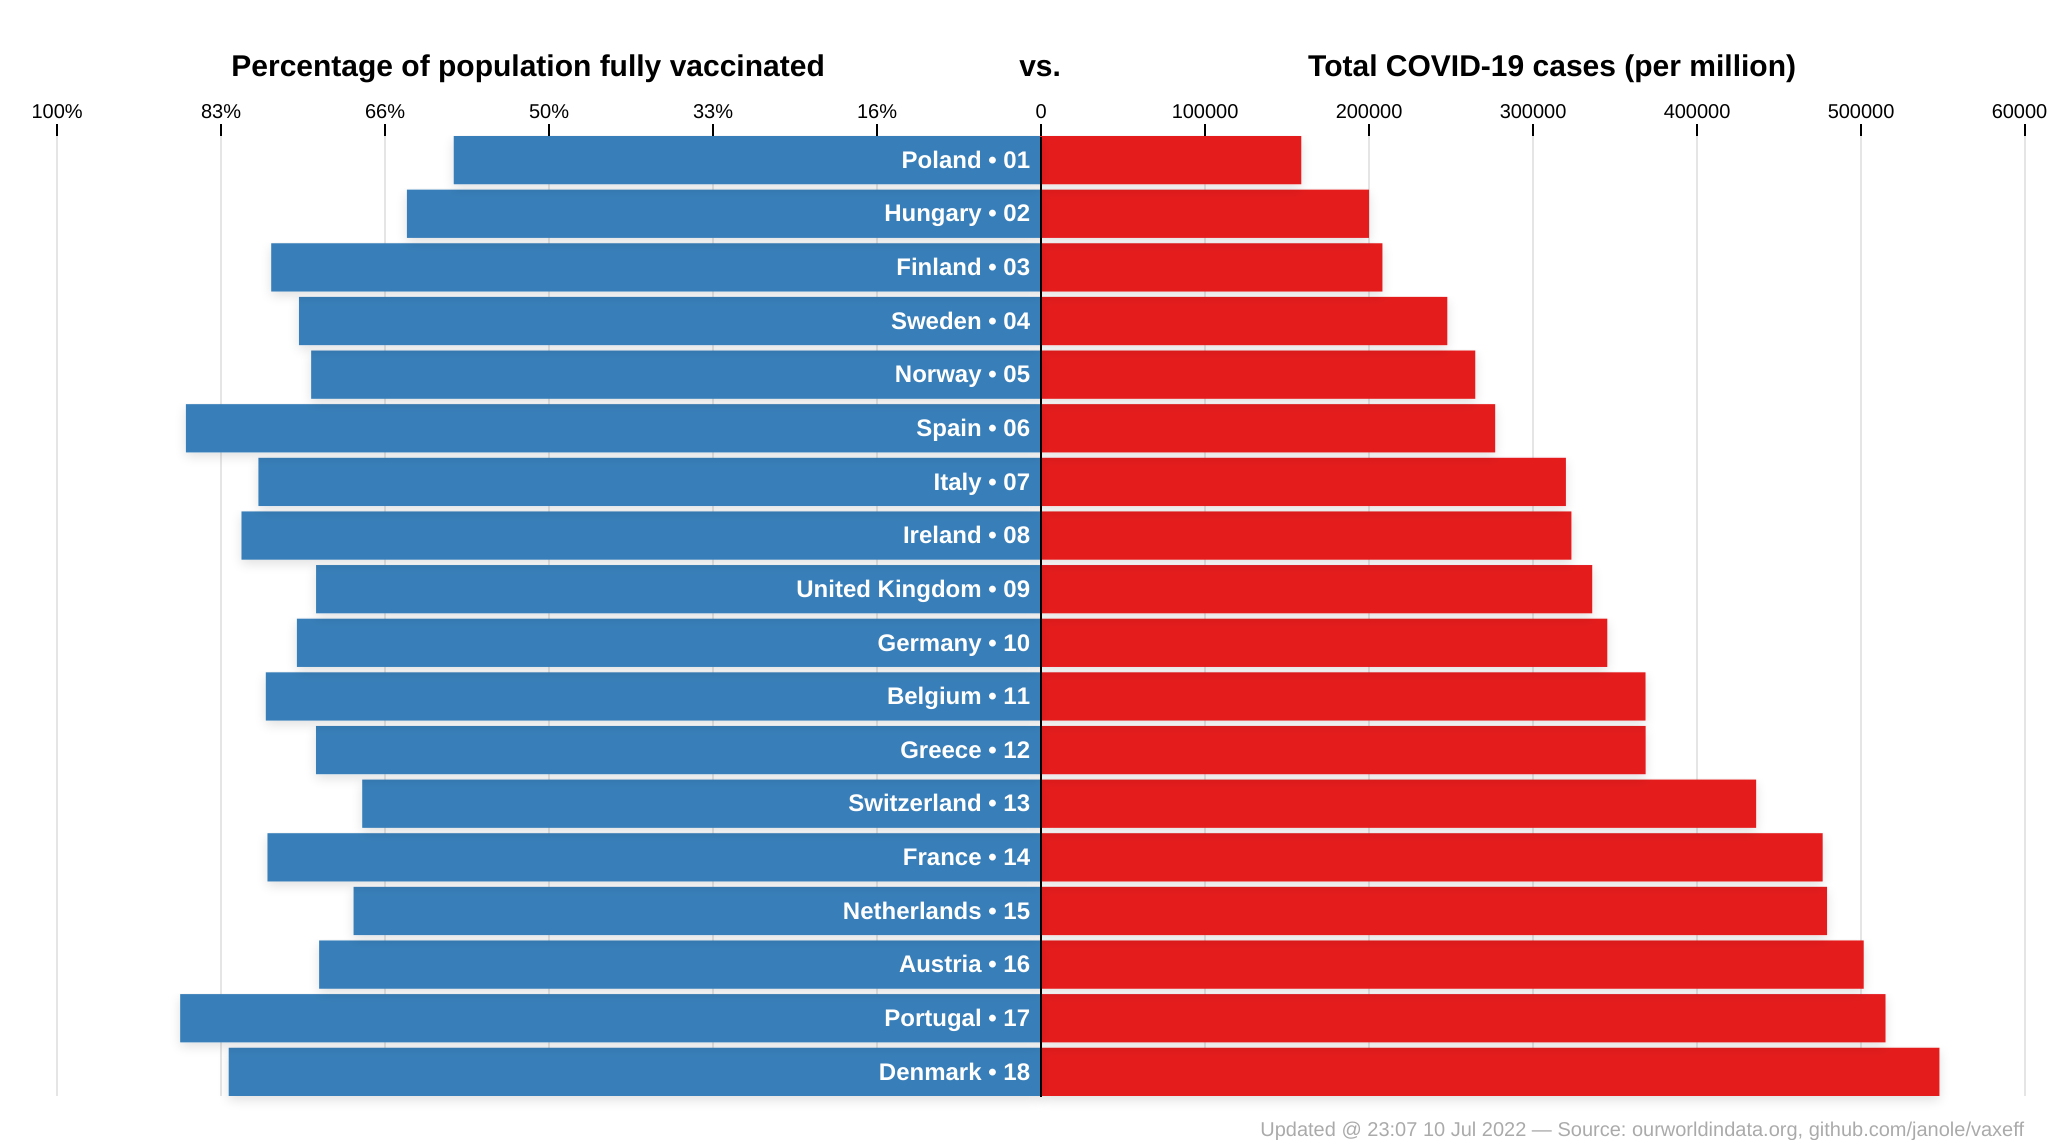 Percentage of population fully vaccinated vs. Total COVID-19 cases (per million)
100% 83% 66% 50% 33% 16% 0 100000 200000 300000 400000 500000 60000
Poland • 01
Hungary • 02
Finland • 03
Sweden • 04
Norway • 05
Spain • 06
Italy • 07
Ireland • 08
United Kingdom • 09
Germany • 10
Belgium • 11
Greece • 12
Switzerland • 13
France • 14
Netherlands • 15
Austria • 16
Portugal • 17
Denmark • 18
Updated @ 23:07 10 Jul 2022 — Source: ourworldindata.org, github.com/janole/vaxeff